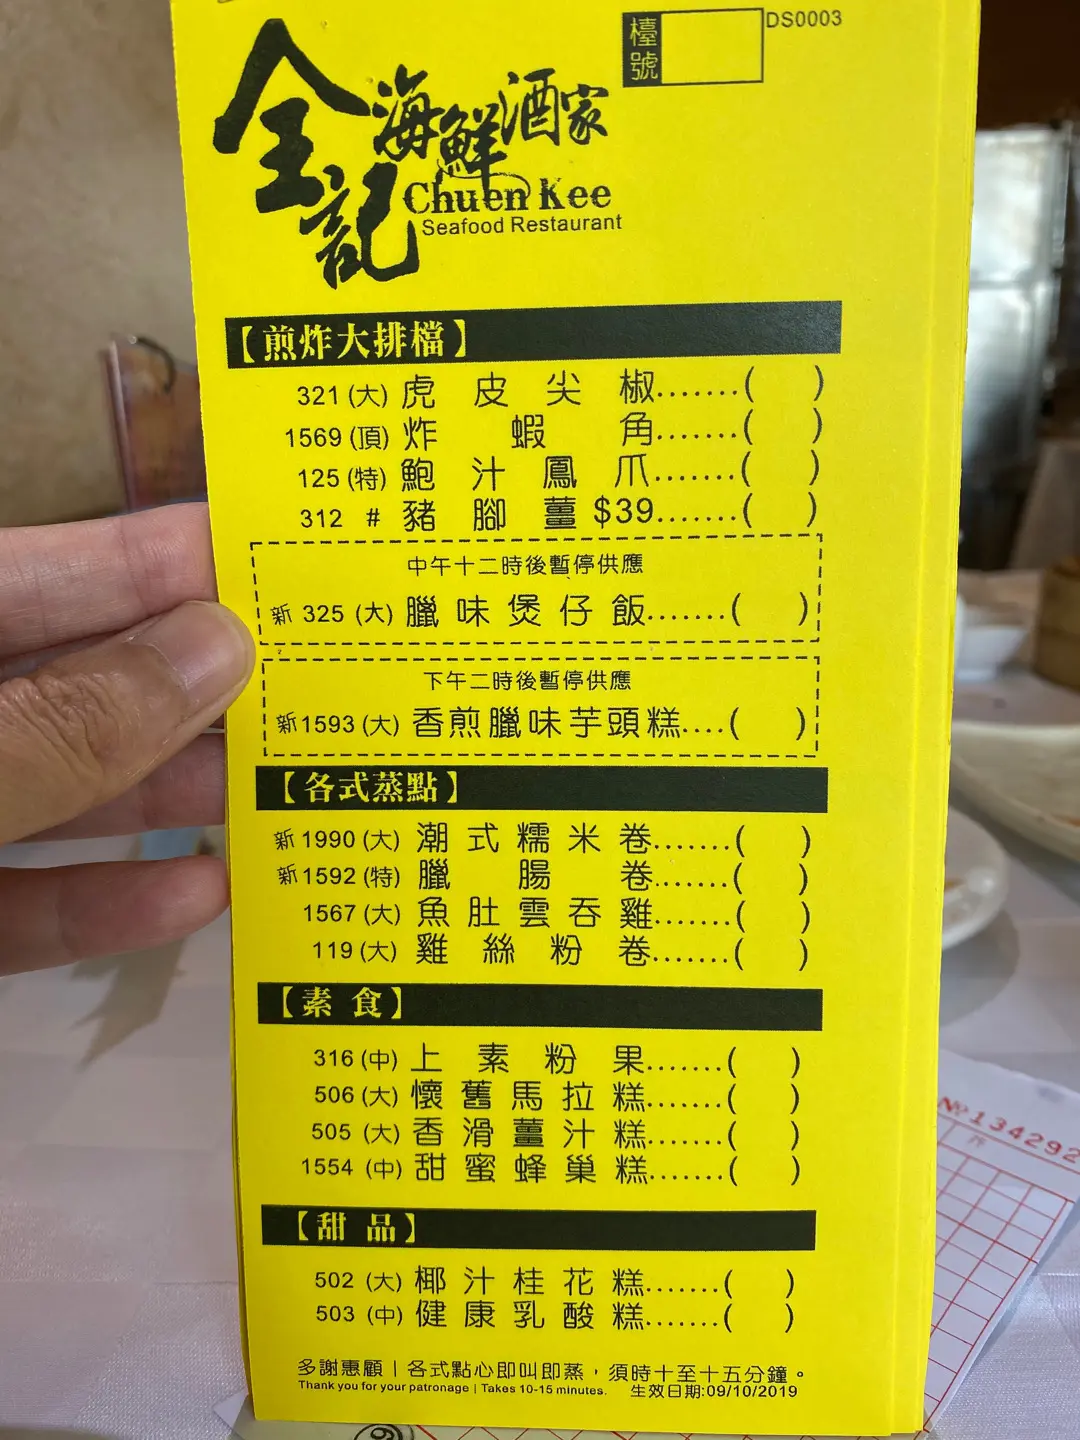 檯號
DS0003
全記
海鮮酒家
Chuen Kee
Seafood Restaurant
【煎炸大排檔】
321 (大) 虎皮尖椒.......( )
1569 (頂) 炸蝦角.......( )
125 (特) 鮑汁鳳爪.......( )
312 # 豬腳薑 $39.......( )
中午十二時後暫停供應
新 325 (大) 臘味煲仔飯.......( )
下午二時後暫停供應
新 1593 (大) 香煎臘味芋頭糕....( )
【各式蒸點】
新 1990 (大) 潮式糯米卷.......( )
新 1592 (特) 臘腸卷.......( )
1567 (大) 魚肚雲吞雞.......( )
119 (大) 雞絲粉卷.......( )
【素食】
316 (中) 上素粉果.......( )
506 (大) 懷舊馬拉糕.......( )
505 (大) 香滑薑汁糕.......( )
1554 (中) 甜蜜蜂巢糕.......( )
【甜品】
502 (大) 椰汁桂花糕.......( )
503 (中) 健康乳酸糕.......( )
多謝惠顧 | 各式點心即叫即蒸，須時十至十五分鐘。
Thank you for your patronage | Takes 10-15 minutes. 生效日期:09/10/2019
№134292